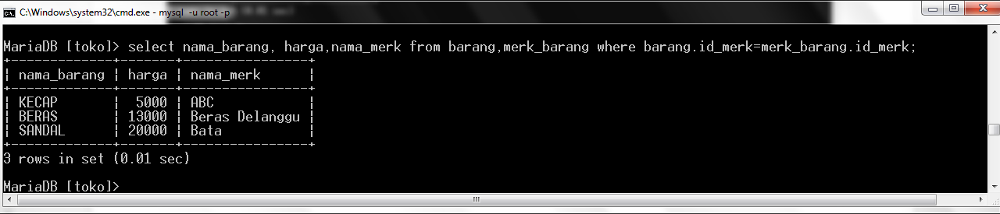 C:\Windows\system32\cmd.exe - mysql  -u root -p
MariaDB [toko]> select nama_barang, harga,nama_merk from barang,merk_barang where barang.id_merk=merk_barang.id_merk;
+-------------+-------+----------------+
| nama_barang | harga | nama_merk      |
+-------------+-------+----------------+
| KECAP       |  5000 | ABC            |
| BERAS       | 13000 | Beras Delanggu |
| SANDAL      | 20000 | Bata           |
+-------------+-------+----------------+
3 rows in set (0.01 sec)
MariaDB [toko]>